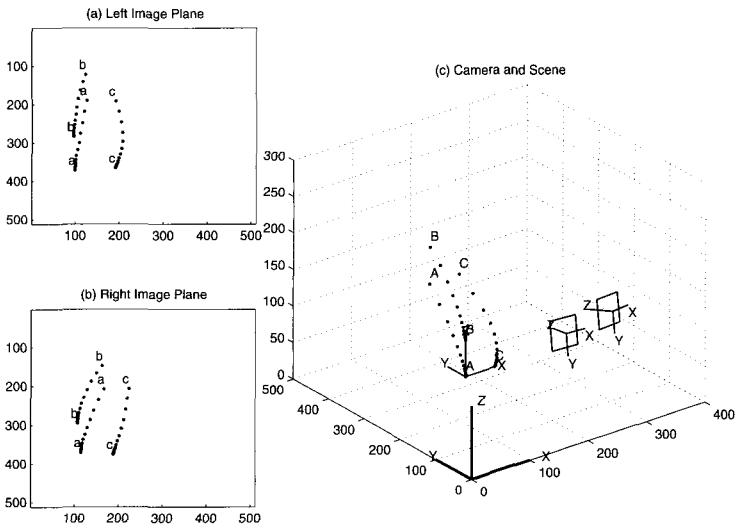 (a) Left Image Plane
b
a
c
b
a
c
100
200
300
400
500
100 200 300 400 500
(b) Right Image Plane
b
a
c
b
a
c
100
200
300
400
500
100 200 300 400 500
(c) Camera and Scene
300
250
200
150
100
50
0
500
400
300
200
100
0
0
100
200
300
400
B
A
C
B
A
C
Y
X
Z
X
Y
Z
X
Y
Z
Y
X